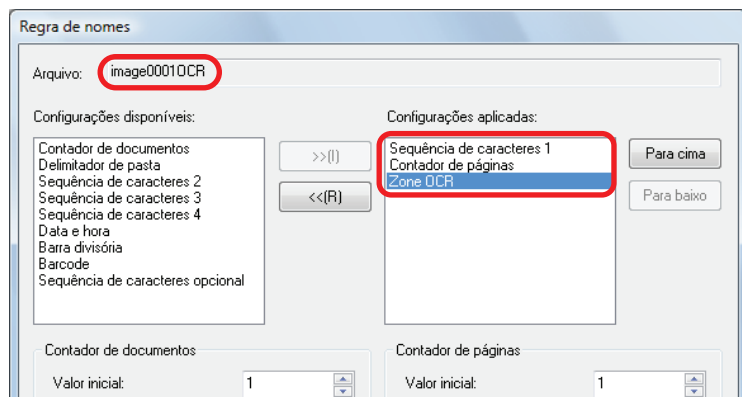 Regra de nomes
Arquivo: image0001OCR
Configurações disponíveis:
Contador de documentos
Delimitador de pasta
Sequência de caracteres 2
Sequência de caracteres 3
Sequência de caracteres 4
Data e hora
Barra divisória
Barcode
Sequência de caracteres opcional
>>(I)
<<(R)
Configurações aplicadas:
Sequência de caracteres 1
Contador de páginas
Zone OCR
Para cima
Para baixo
Contador de documentos
Valor inicial: 1
Contador de páginas
Valor inicial: 1